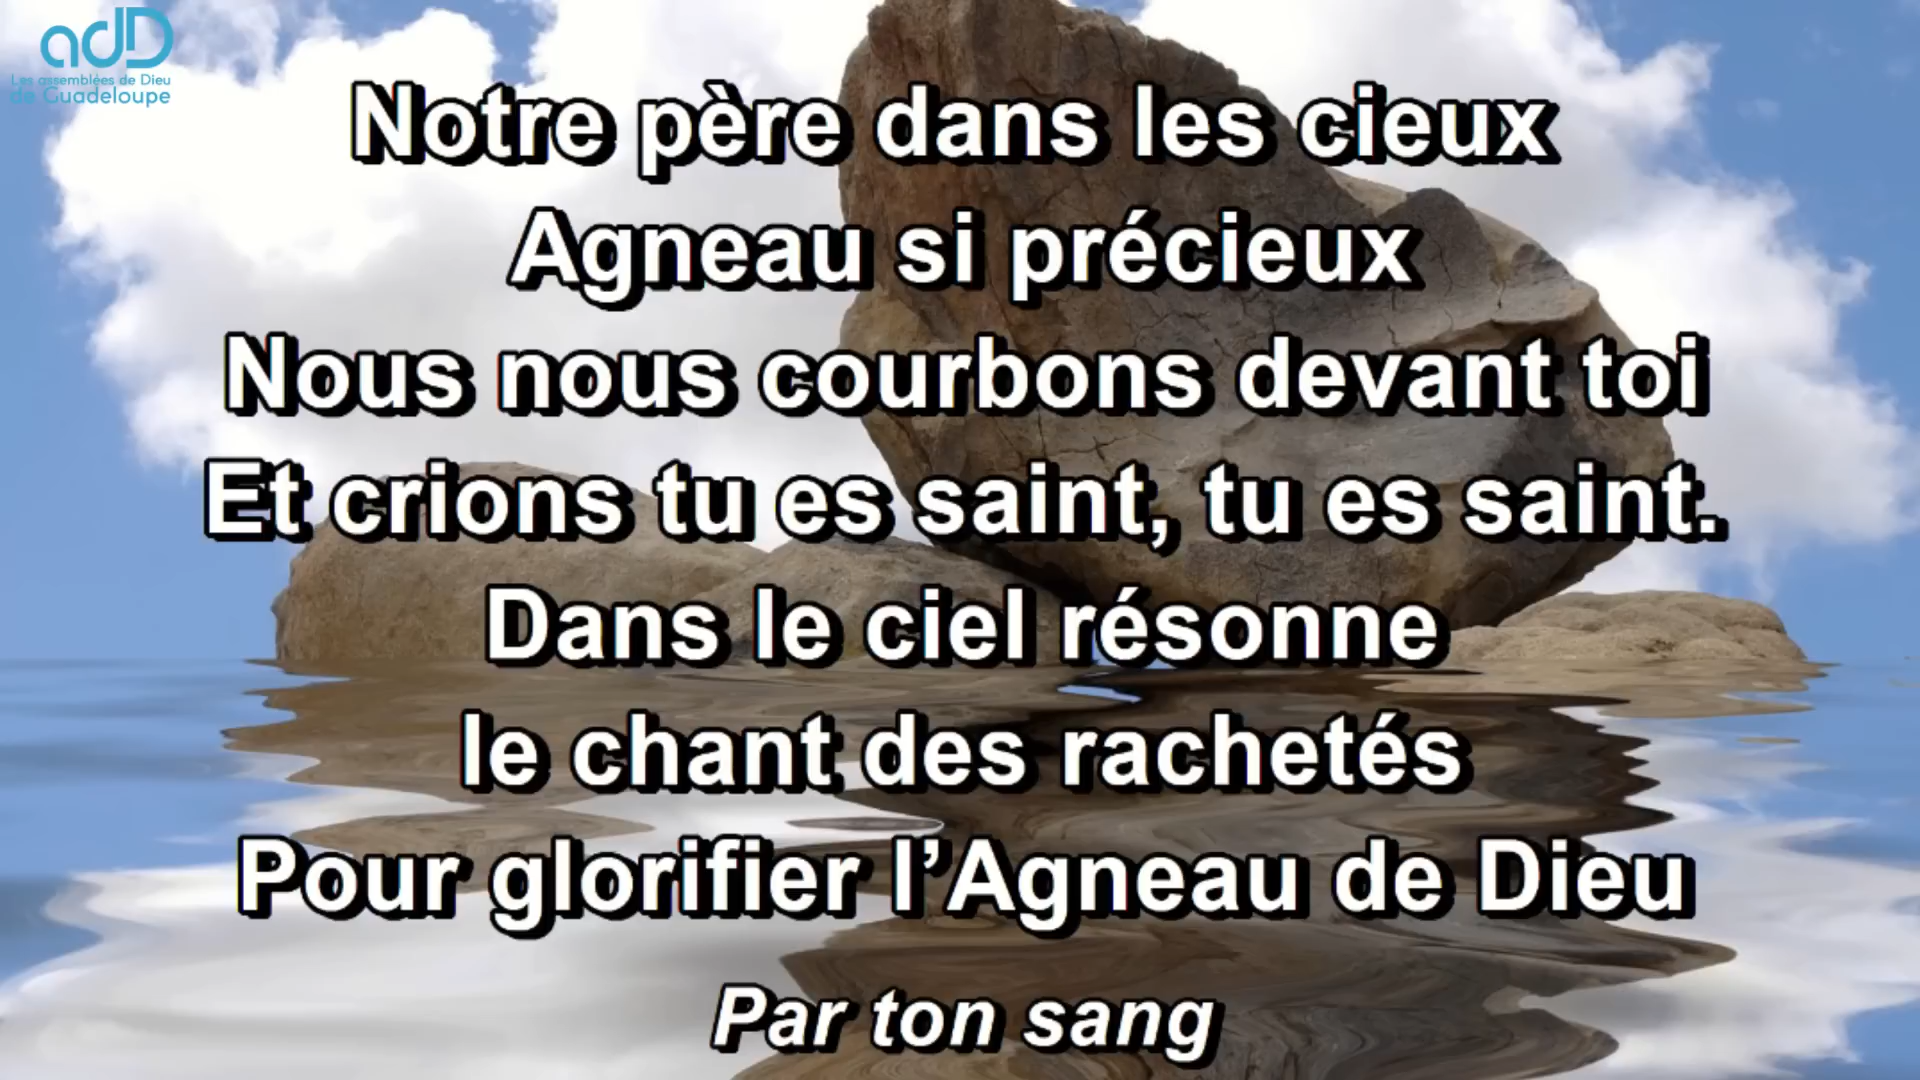 add
Les assemblées de Dieu
de Guadeloupe
Notre père dans les cieux
Agneau si précieux
Nous nous courbons devant toi
Et crions tu es saint, tu es saint.
Dans le ciel résonne
le chant des rachetés
Pour glorifier l’Agneau de Dieu
Par ton sang